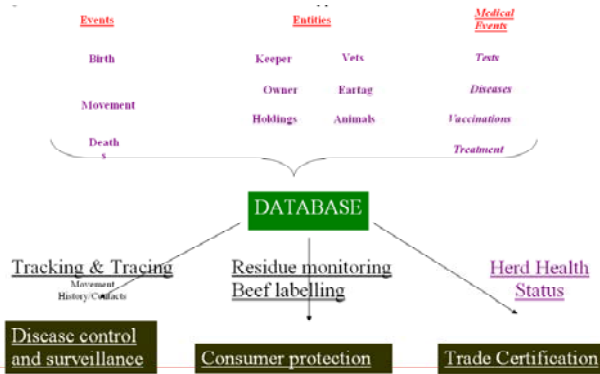 Events
Entities
Medical
Events
Birth
Keeper
Vets
Tests
Owner
Eartag
Diseases
Movement
Holdings
Animals
Vaccinations
Death
s
Treatment
DATABASE
Tracking & Tracing
Movement
History/Contacts
Residue monitoring
Beef labelling
Herd Health
Status
Disease control
and surveillance
Consumer protection
Trade Certification